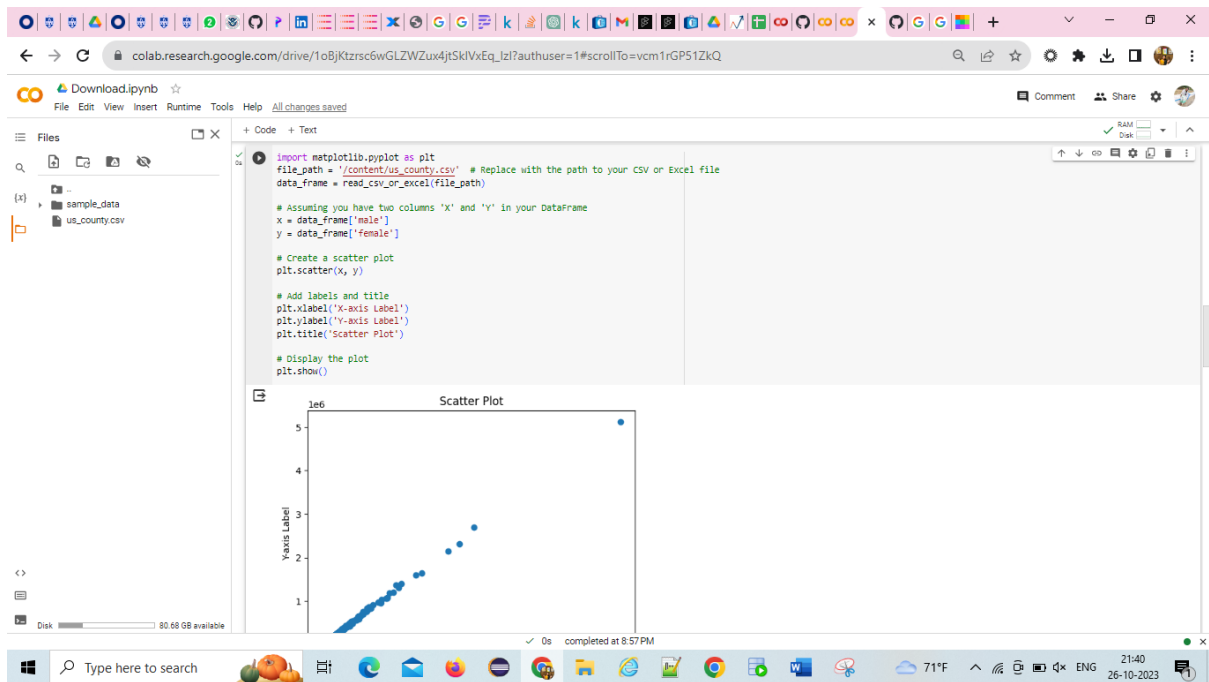 colab.research.google.com/drive/1oBjKtzrsc6wGLZWZux4jtSklVxEq_lzl?authuser=1#scrollTo=vcm1rGP51ZkQ
Download.ipynb
File Edit View Insert Runtime Tools Help All changes saved
Comment Share
Files
+ Code + Text
RAM
Disk
..
sample_data
us_county.csv
{x}
0s
import matplotlib.pyplot as plt
file_path = '/content/us_county.csv' # Replace with the path to your CSV or Excel file
data_frame = read_csv_or_excel(file_path)
# Assuming you have two columns 'X' and 'Y' in your DataFrame
x = data_frame['male']
y = data_frame['female']
# Create a scatter plot
plt.scatter(x, y)
# Add labels and title
plt.xlabel('X-axis Label')
plt.ylabel('Y-axis Label')
plt.title('Scatter Plot')
# Display the plot
plt.show()
1e6
Scatter Plot
5
4
3
2
1
Y-axis Label
Disk 80.68 GB available
0s completed at 8:57 PM
Type here to search
71°F
ENG
21:40
26-10-2023